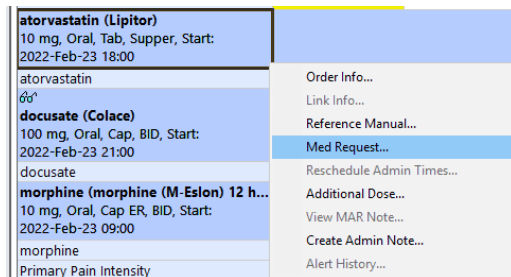 atorvastatin (Lipitor)
10 mg, Oral, Tab, Supper, Start:
2022-Feb-23 18:00
atorvastatin
docusate (Colace)
100 mg, Oral, Cap, BID, Start:
2022-Feb-23 21:00
docusate
morphine (morphine (M-Eslon) 12 h...
10 mg, Oral, Cap ER, BID, Start:
2022-Feb-23 09:00
morphine
Primary Pain Intensity
Order Info...
Link Info...
Reference Manual...
Med Request...
Reschedule Admin Times...
Additional Dose...
View MAR Note...
Create Admin Note...
Alert History...